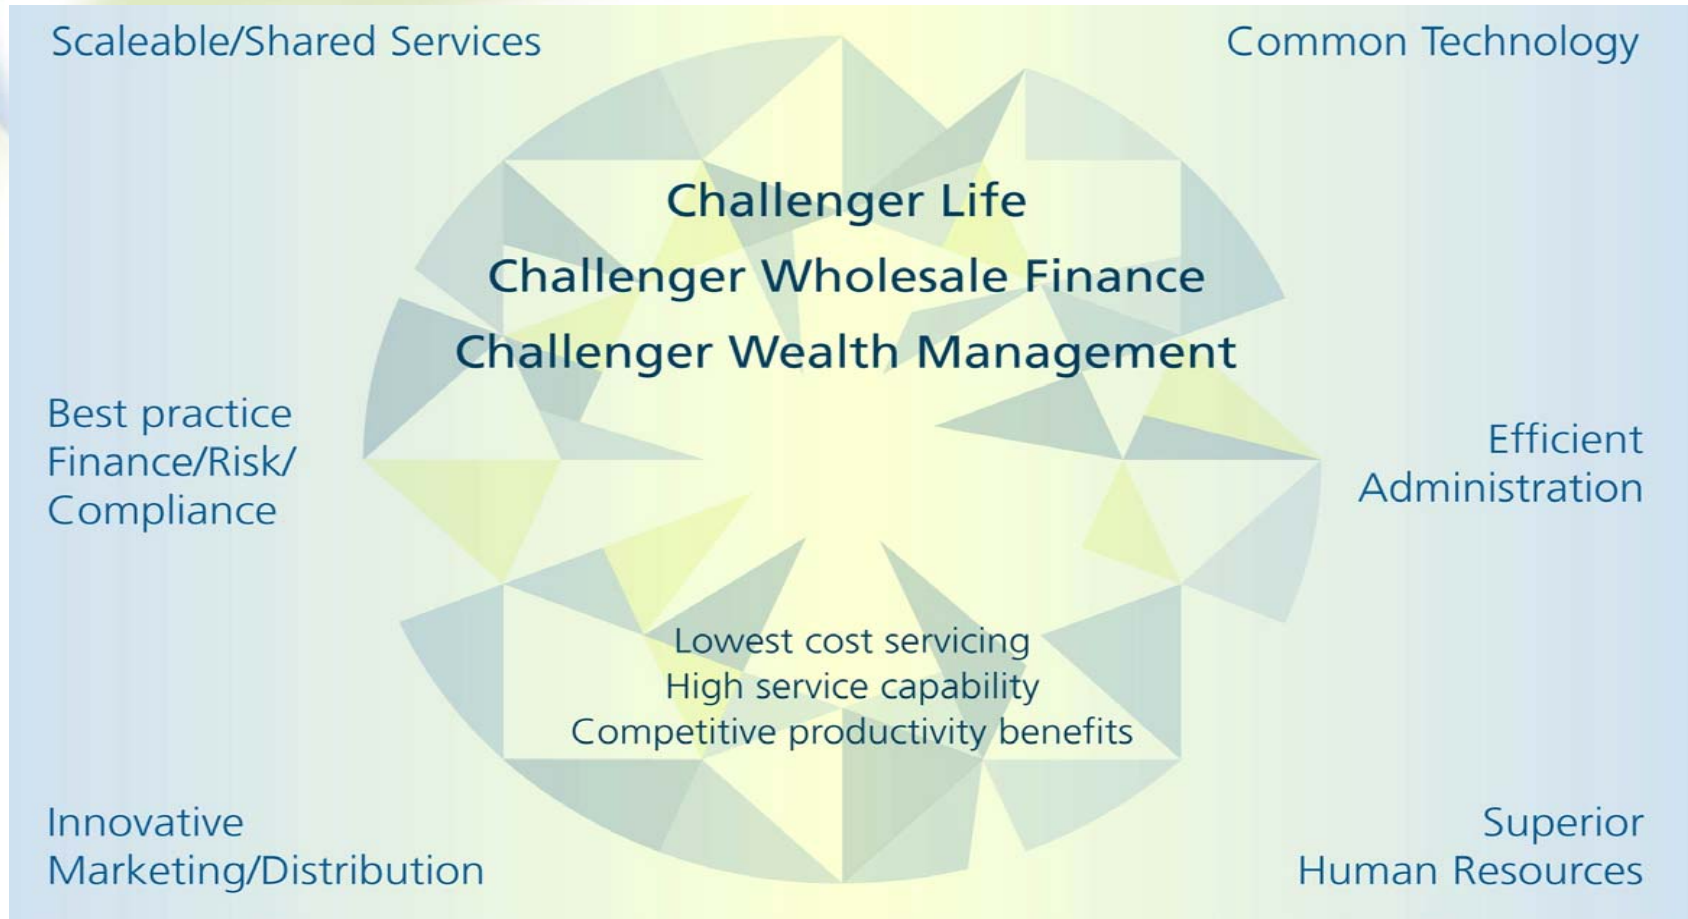 Scaleable/Shared Services
Common Technology
Challenger Life
Challenger Wholesale Finance
Challenger Wealth Management
Best practice
Finance/Risk/
Compliance
Efficient
Administration
Lowest cost servicing
High service capability
Competitive productivity benefits
Innovative
Marketing/Distribution
Superior
Human Resources